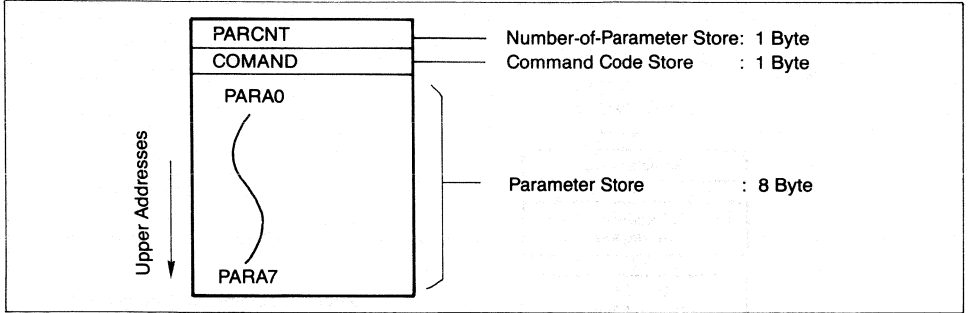 PARCNT
Number-of-Parameter Store: 1 Byte
COMAND
Command Code Store : 1 Byte
PARA0
Upper Addresses
Parameter Store : 8 Byte
PARA7